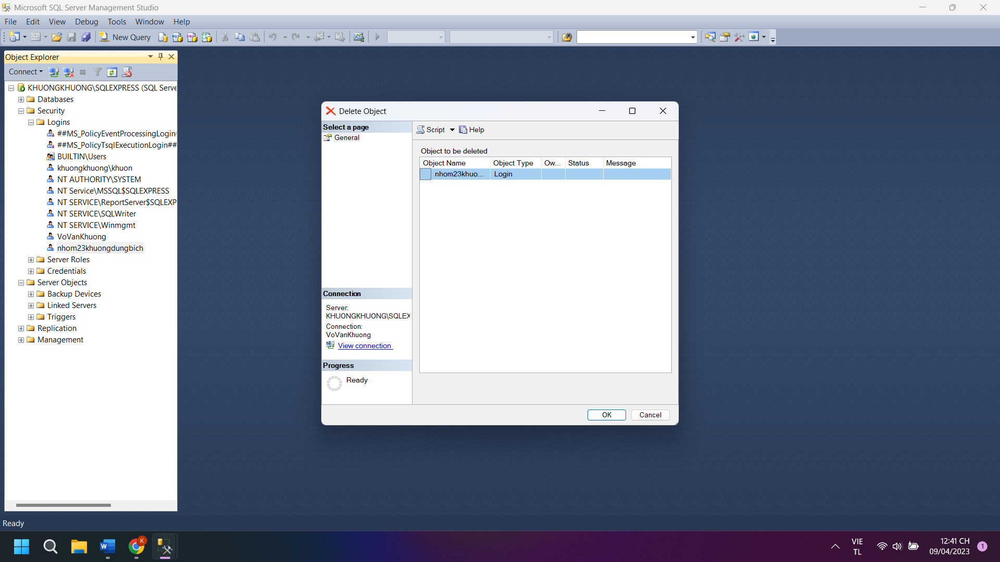 Microsoft SQL Server Management Studio
File Edit View Debug Tools Window Help
New Query
Object Explorer
Connect
KHUONGKHUONG\SQLEXPRESS (SQL Serve
Databases
Security
Logins
##MS_PolicyEventProcessingLogin#
##MS_PolicyTsqlExecutionLogin##
BUILTIN\Users
khuongkhuong\khuon
NT AUTHORITY\SYSTEM
NT Service\MSSQL$SQLEXPRESS
NT SERVICE\ReportServer$SQLEXP
NT SERVICE\SQLWriter
NT SERVICE\Winmgmt
VoVanKhuong
nhom23khuongdungbich
Server Roles
Credentials
Server Objects
Backup Devices
Linked Servers
Triggers
Replication
Management
Delete Object
Select a page
General
Connection
Server:
KHUONGKHUONG\SQLEX
Connection:
VoVanKhuong
View connection
Progress
Ready
Script Help
Object to be deleted
Object Name Object Type Ow... Status Message
nhom23khuo... Login
OK Cancel
Ready
K
VIE
TL
12:41 CH
09/04/2023
1